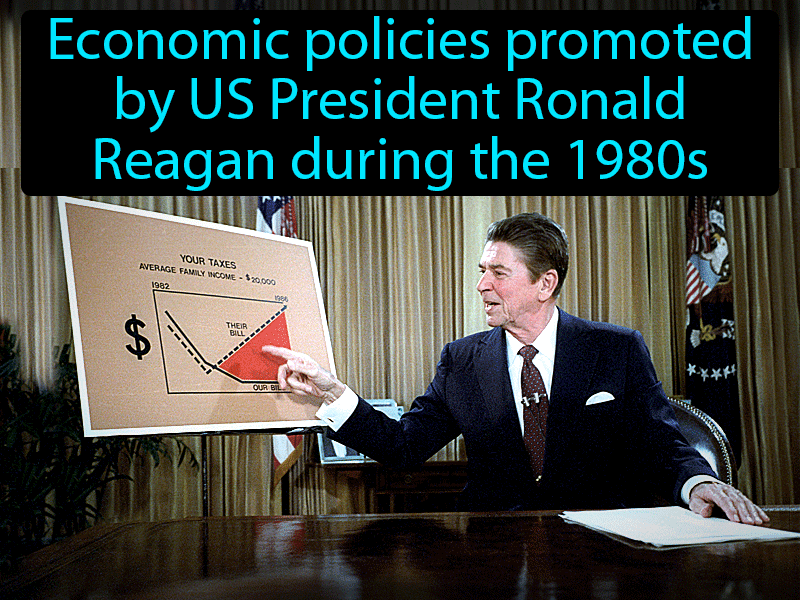 Economic policies promoted
by US President Ronald
Reagan during the 1980s
YOUR TAXES
AVERAGE FAMILY INCOME - $20,000
1982
1986
THEIR
BILL
$
OUR